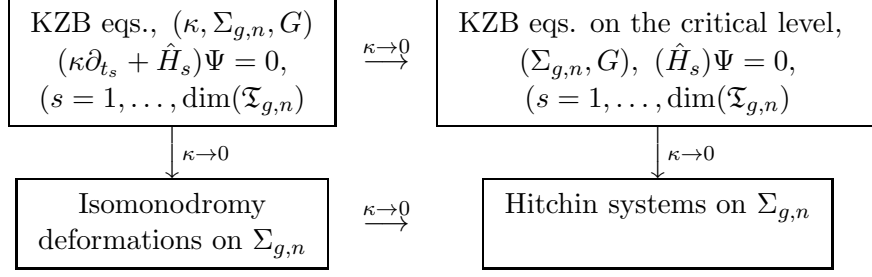 KZB eqs., (κ, Σ_{g,n}, G)
(κ∂_{t_s} + Ĥ_s)Ψ = 0,
(s = 1, . . . , dim(𝔗_{g,n})
κ→0
⟶
KZB eqs. on the critical level,
(Σ_{g,n}, G), (Ĥ_s)Ψ = 0,
(s = 1, . . . , dim(𝔗_{g,n})
↓ κ→0
↓ κ→0
Isomonodromy
deformations on Σ_{g,n}
κ→0
⟶
Hitchin systems on Σ_{g,n}